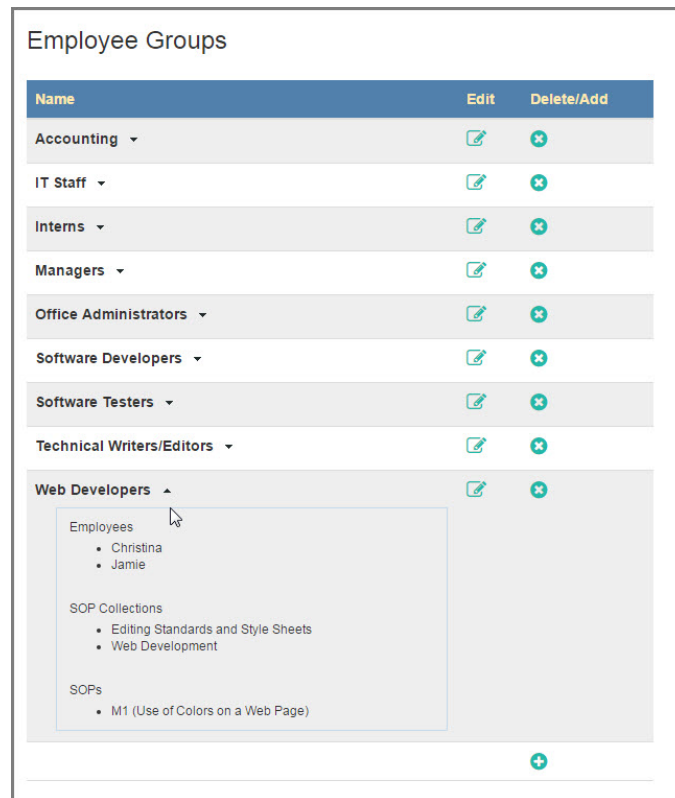 Employee Groups
Name Edit Delete/Add
Accounting
IT Staff
Interns
Managers
Office Administrators
Software Developers
Software Testers
Technical Writers/Editors
Web Developers
Employees
• Christina
• Jamie
SOP Collections
• Editing Standards and Style Sheets
• Web Development
SOPs
• M1 (Use of Colors on a Web Page)